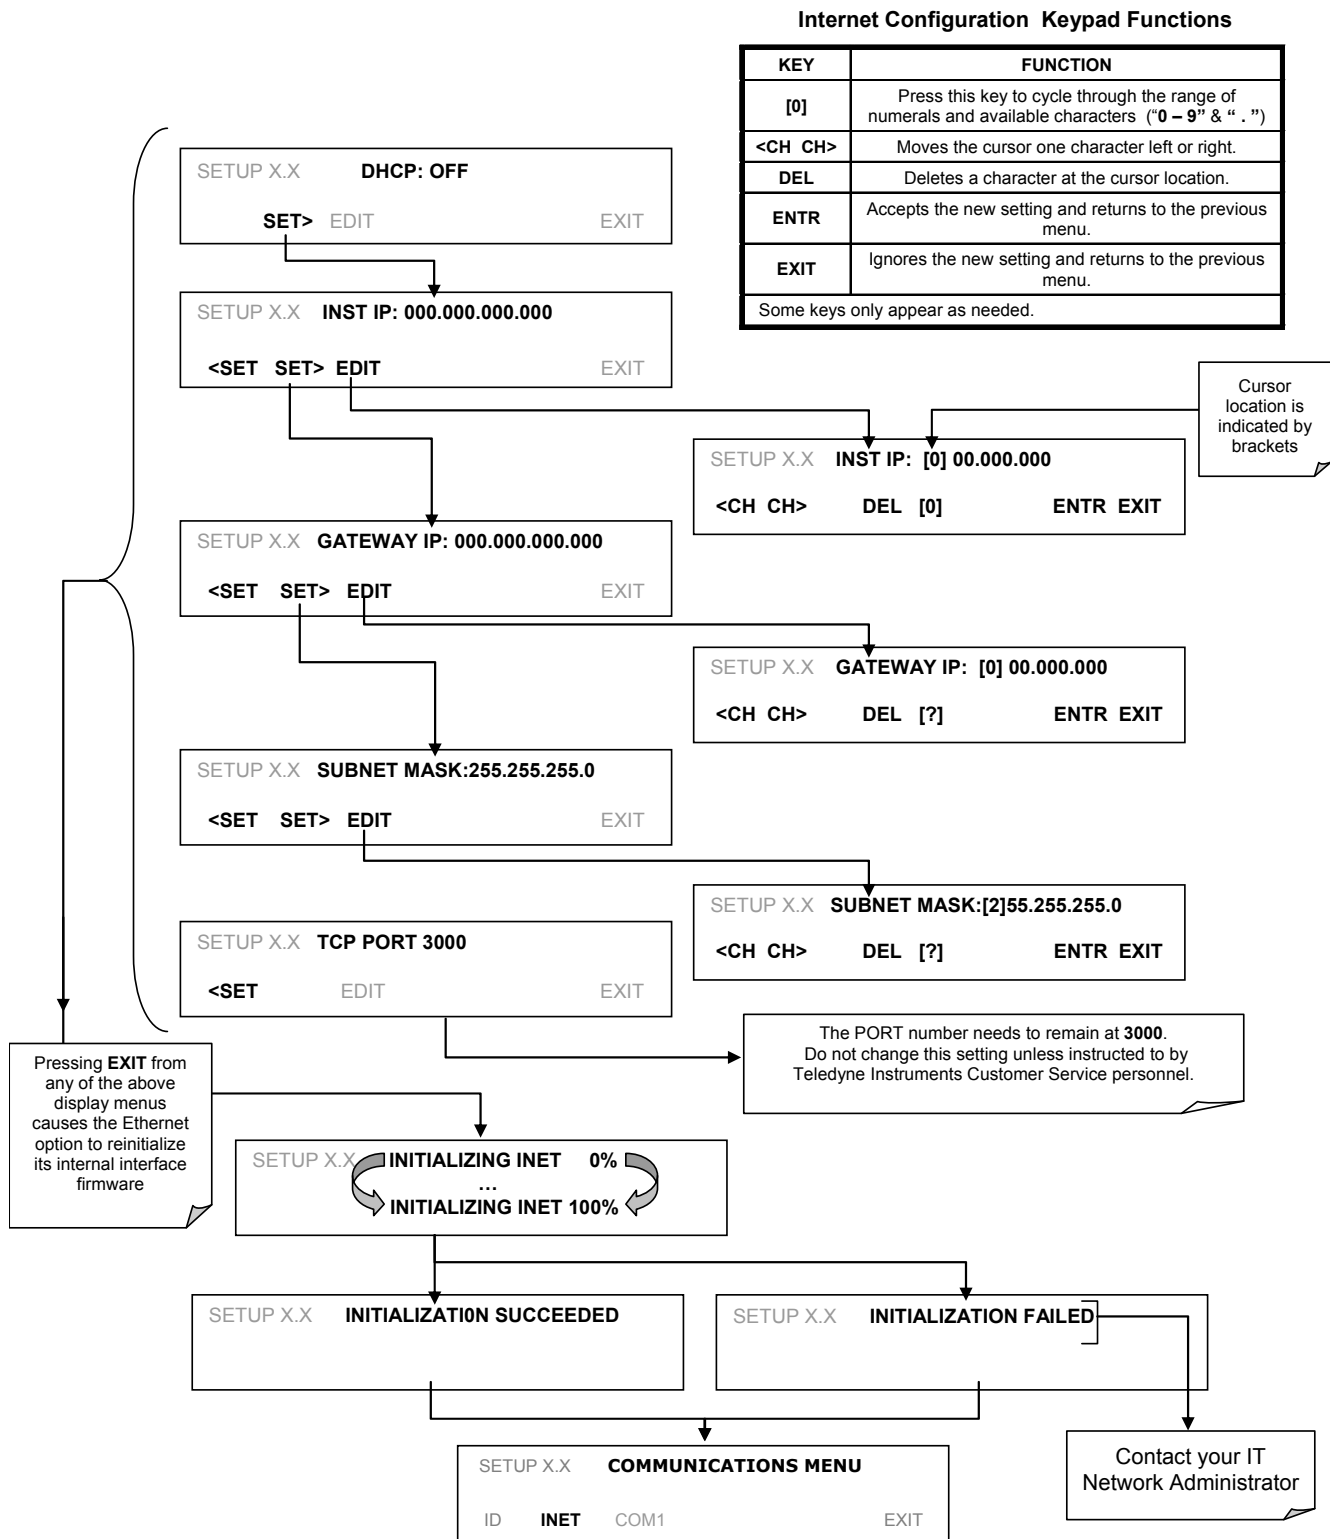 Internet Configuration Keypad Functions
KEY FUNCTION
[0] Press this key to cycle through the range of
numerals and available characters (“0 – 9” & “ . ”)
<CH CH> Moves the cursor one character left or right.
DEL Deletes a character at the cursor location.
ENTR Accepts the new setting and returns to the previous
menu.
EXIT Ignores the new setting and returns to the previous
menu.
Some keys only appear as needed.
SETUP X.X DHCP: OFF
SET> EDIT EXIT
SETUP X.X INST IP: 000.000.000.000
<SET SET> EDIT EXIT
Cursor
location is
indicated by
brackets
SETUP X.X INST IP: [0] 00.000.000
<CH CH> DEL [0] ENTR EXIT
SETUP X.X GATEWAY IP: 000.000.000.000
<SET SET> EDIT EXIT
SETUP X.X GATEWAY IP: [0] 00.000.000
<CH CH> DEL [?] ENTR EXIT
SETUP X.X SUBNET MASK:255.255.255.0
<SET SET> EDIT EXIT
SETUP X.X SUBNET MASK:[2]55.255.255.0
<CH CH> DEL [?] ENTR EXIT
SETUP X.X TCP PORT 3000
<SET EDIT EXIT
The PORT number needs to remain at 3000.
Do not change this setting unless instructed to by
Teledyne Instruments Customer Service personnel.
Pressing EXIT from
any of the above
display menus
causes the Ethernet
option to reinitialize
its internal interface
firmware
SETUP X.X INITIALIZING INET 0%
...
INITIALIZING INET 100%
SETUP X.X INITIALIZATI0N SUCCEEDED
SETUP X.X INITIALIZATION FAILED
Contact your IT
Network Administrator
SETUP X.X COMMUNICATIONS MENU
ID INET COM1 EXIT